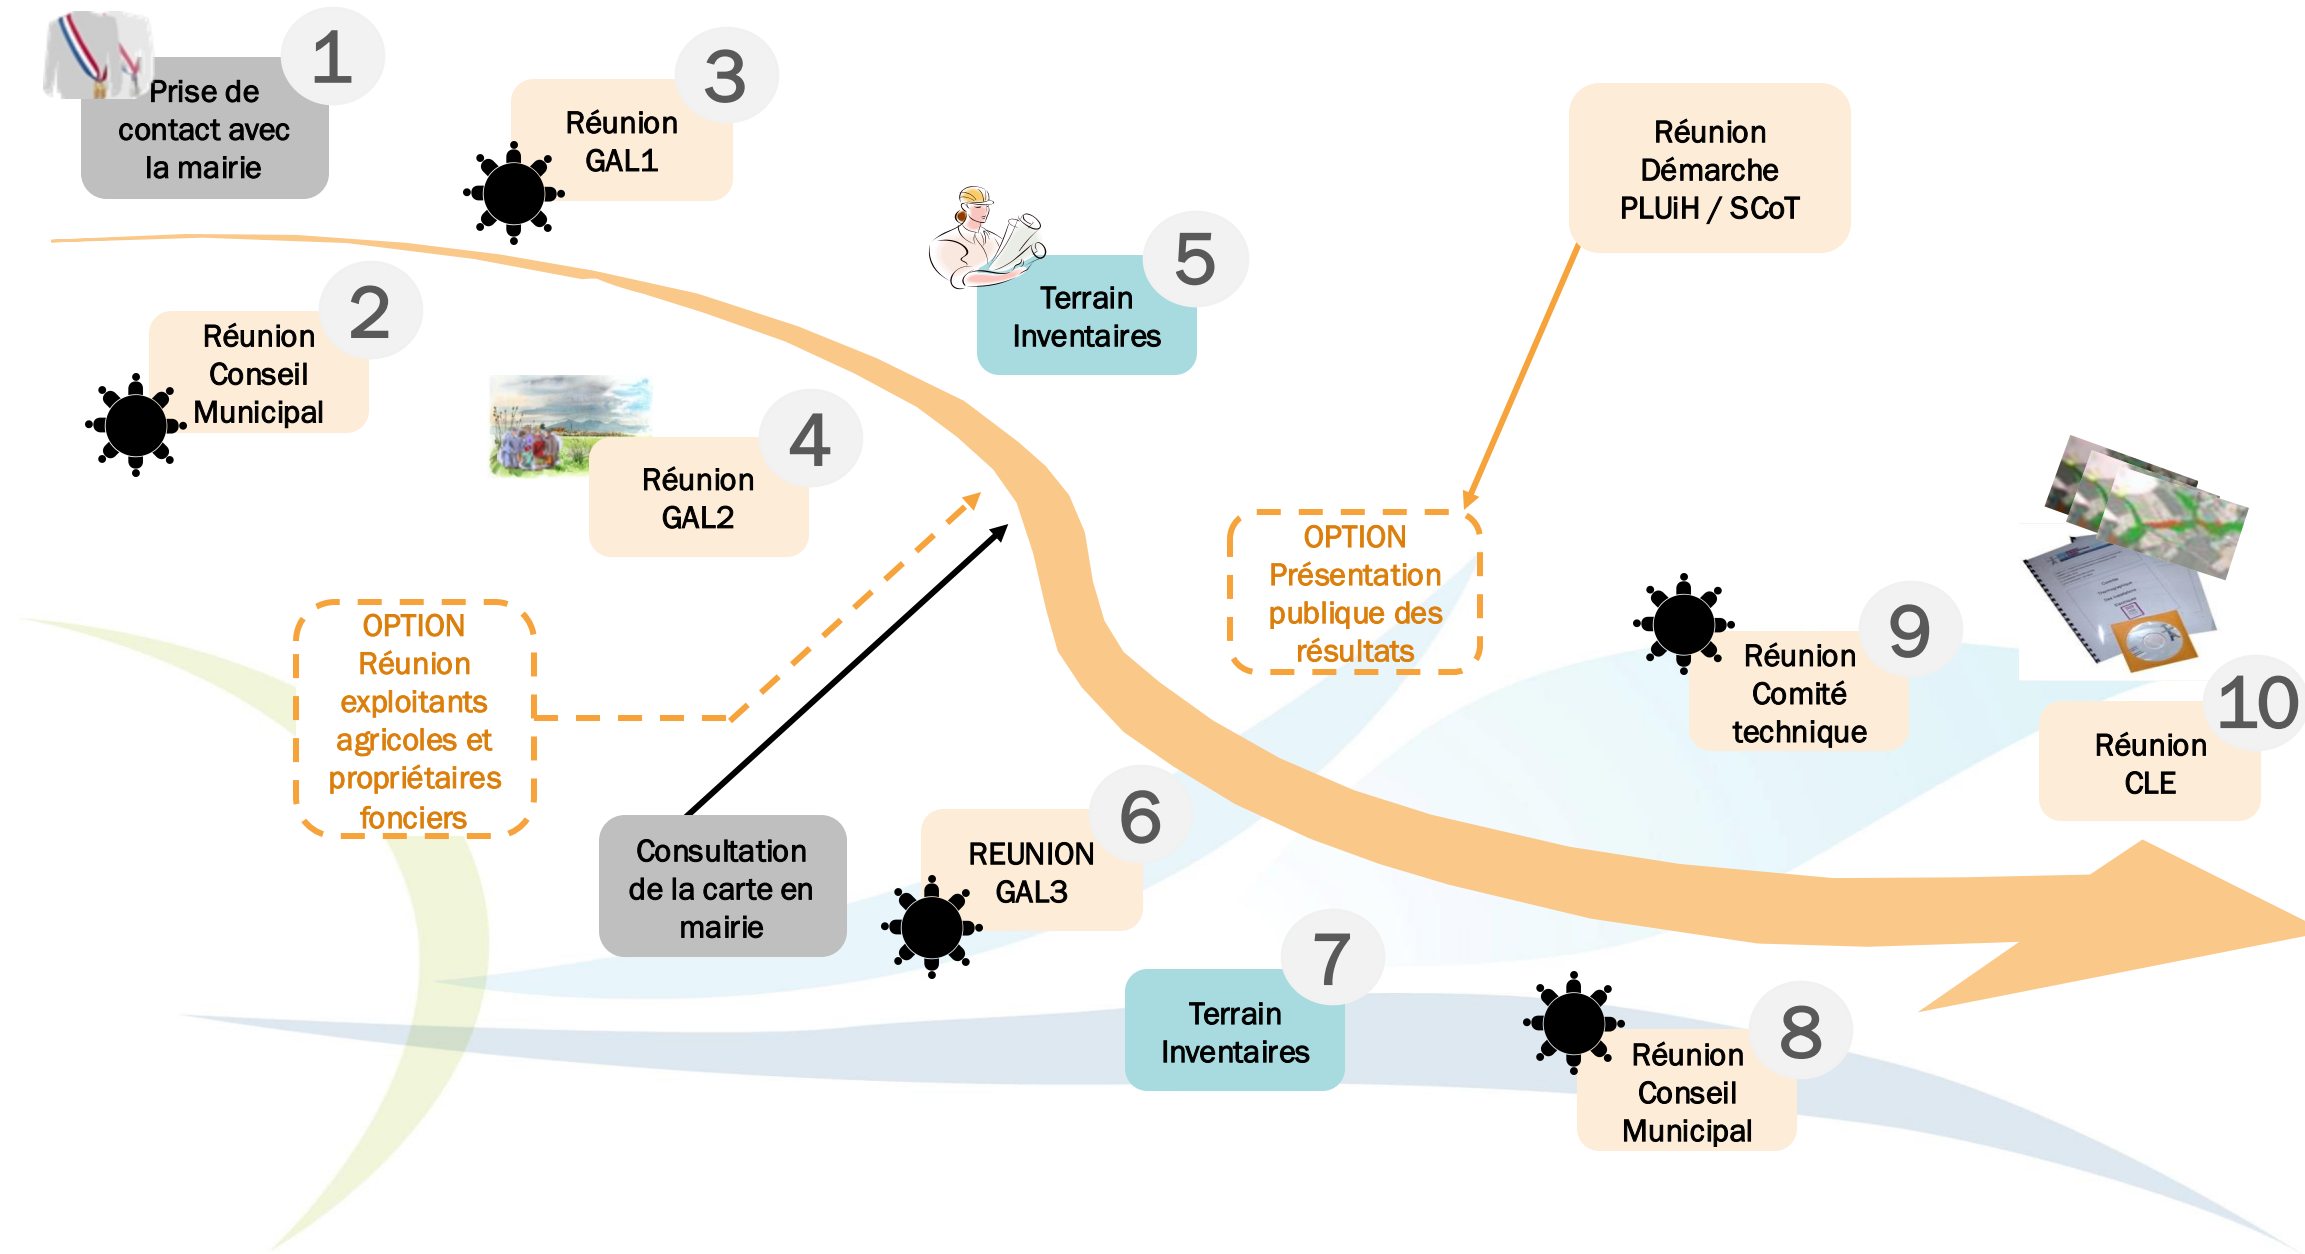 1
Prise de
contact avec
la mairie
2
Réunion
Conseil
Municipal
3
Réunion
GAL1
4
Réunion
GAL2
5
Terrain
Inventaires
Réunion
Démarche
PLUiH / SCoT
OPTION
Présentation
publique des
résultats
OPTION
Réunion
exploitants
agricoles et
propriétaires
fonciers
Consultation
de la carte en
mairie
6
REUNION
GAL3
7
Terrain
Inventaires
8
Réunion
Conseil
Municipal
9
Réunion
Comité
technique
10
Réunion
CLE